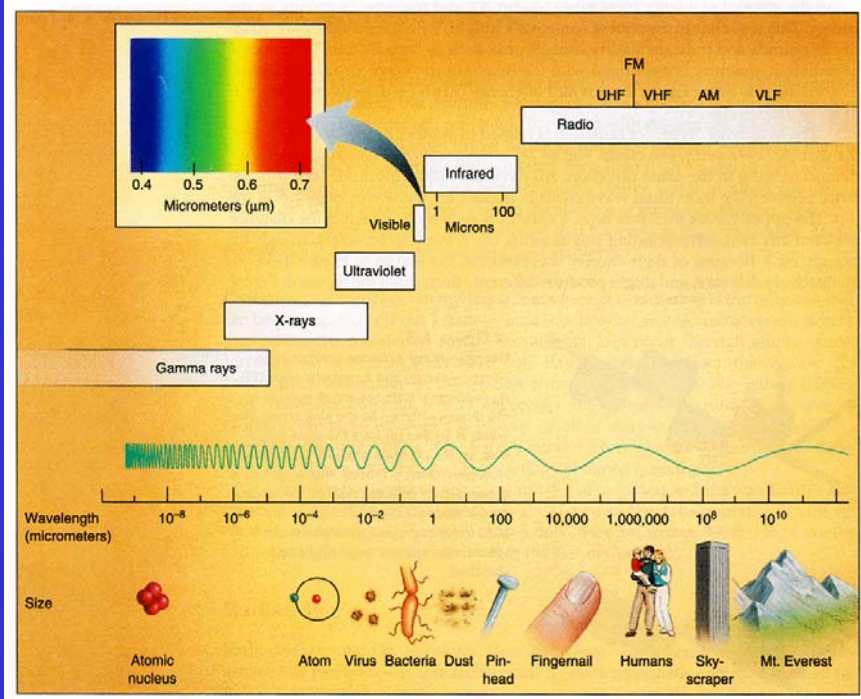 FM
UHF VHF AM VLF
Radio
Infrared
1 100
Microns
Visible
0.4 0.5 0.6 0.7
Micrometers (μm)
Ultraviolet
X-rays
Gamma rays
Wavelength
(micrometers)
10⁻⁸ 10⁻⁶ 10⁻⁴ 10⁻² 1 100 10,000 1,000,000 10⁸ 10¹⁰
Size
Atomic
nucleus
Atom
Virus
Bacteria
Dust
Pin-
head
Fingernail
Humans
Sky-
scraper
Mt. Everest